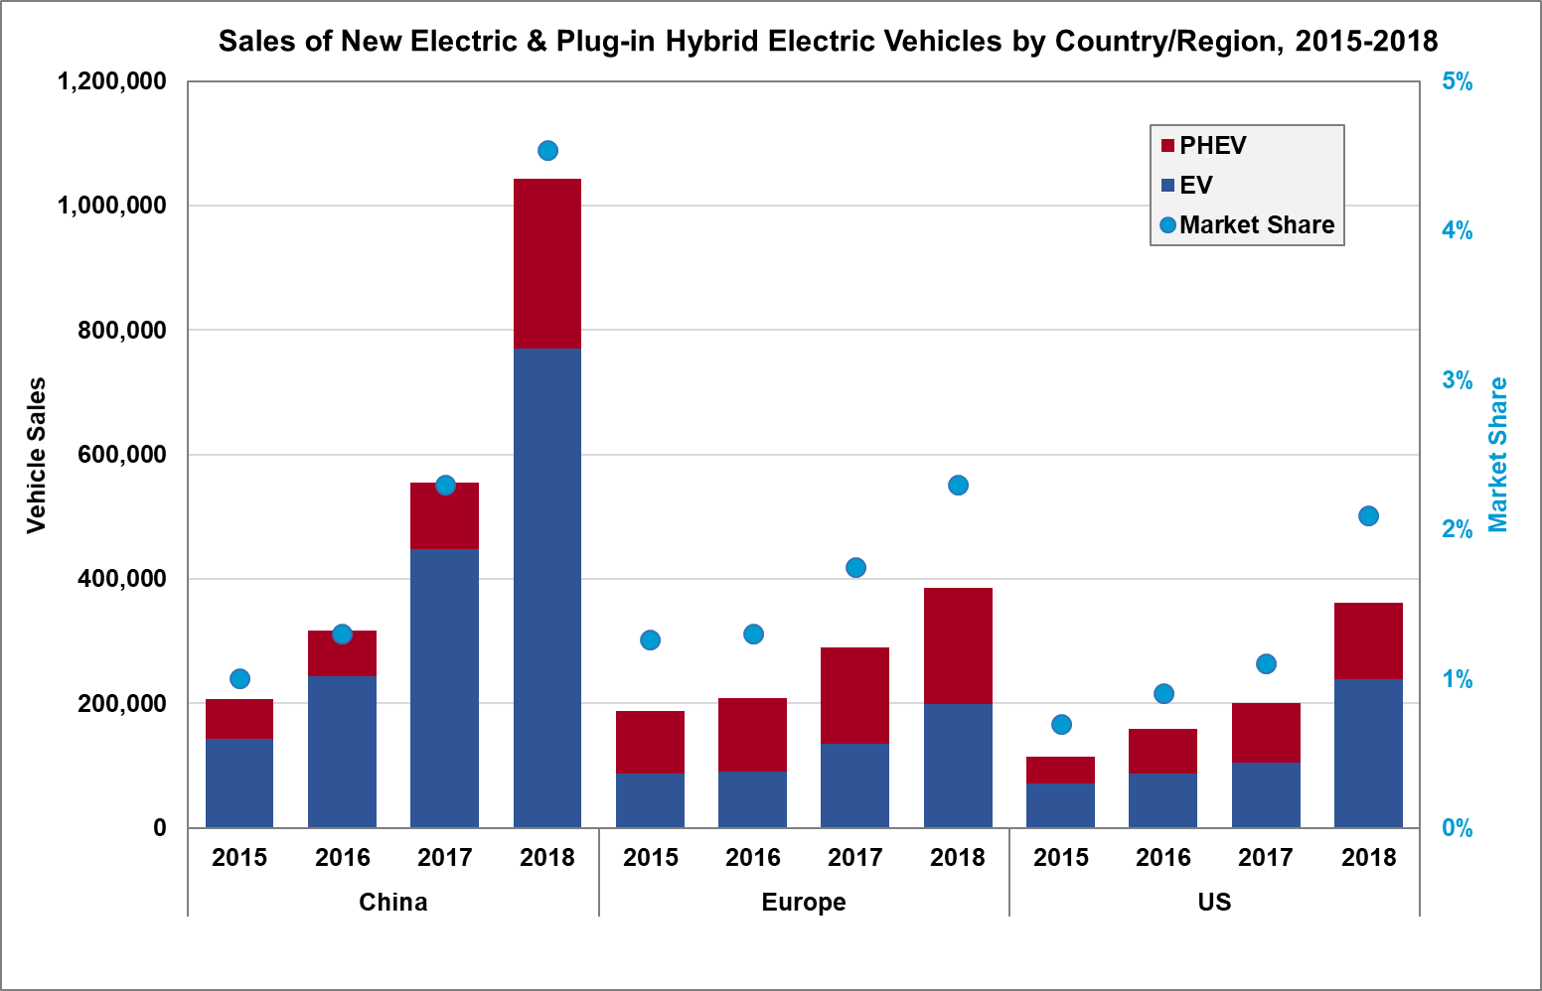 Sales of New Electric & Plug-in Hybrid Electric Vehicles by Country/Region, 2015-2018
1,200,000
1,000,000
800,000
600,000
400,000
200,000
0
Vehicle Sales
5%
4%
3%
2%
1%
0%
Market Share
PHEV
EV
Market Share
2015 2016 2017 2018 2015 2016 2017 2018 2015 2016 2017 2018
China Europe US